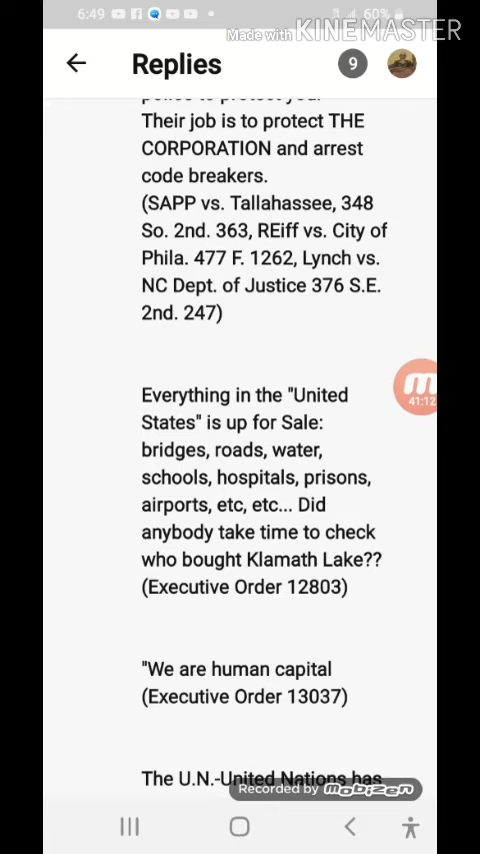 6:49
60%
Made with KINEMASTER
Replies
9
Their job is to protect THE
CORPORATION and arrest
code breakers.
(SAPP vs. Tallahassee, 348
So. 2nd. 363, REiff vs. City of
Phila. 477 F. 1262, Lynch vs.
NC Dept. of Justice 376 S.E.
2nd. 247)
41:12
Everything in the "United
States" is up for Sale:
bridges, roads, water,
schools, hospitals, prisons,
airports, etc, etc... Did
anybody take time to check
who bought Klamath Lake??
(Executive Order 12803)
"We are human capital
(Executive Order 13037)
The U.N.-United Nations has
Recorded by mobizen